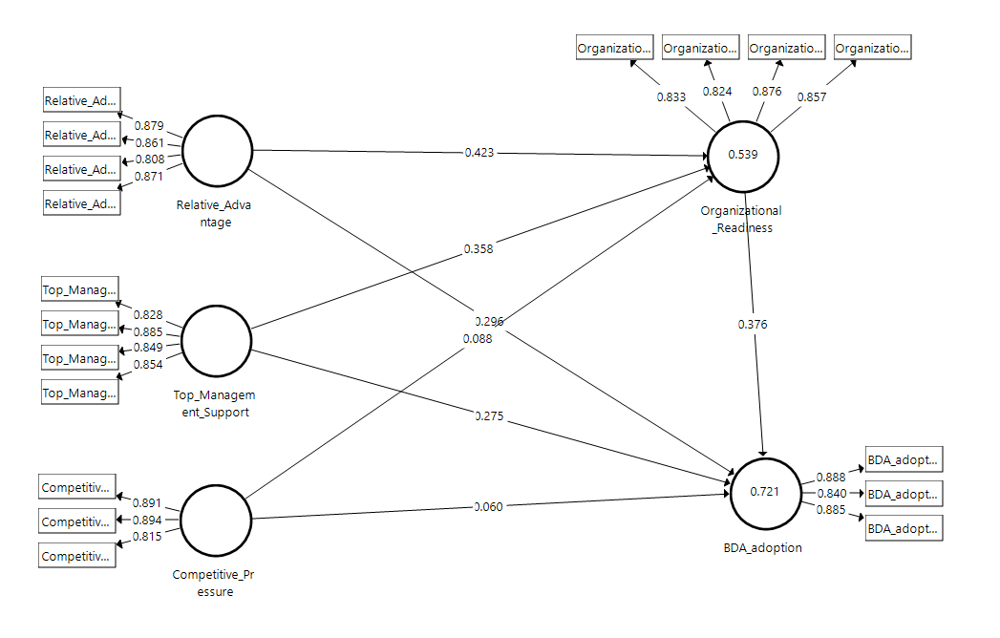 Organizatio...
Organizatio...
Organizatio...
Organizatio...
0.833
0.824
0.876
0.857
Relative_Ad...
Relative_Ad...
Relative_Ad...
Relative_Ad...
0.879
0.861
0.808
0.871
Relative_Adva
ntage
0.423
0.539
Organizational
_Readiness
0.358
Top_Manag...
Top_Manag...
Top_Manag...
Top_Manag...
0.828
0.885
0.849
0.854
Top_Managem
ent_Support
0.296
0.088
0.376
0.275
Competitiv...
Competitiv...
Competitiv...
0.891
0.894
0.815
Competitive_Pr
essure
0.060
0.721
BDA_adoption
0.888
0.840
0.885
BDA_adopt...
BDA_adopt...
BDA_adopt...